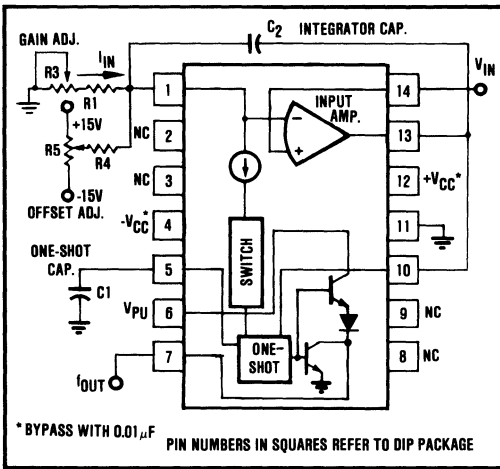 C2 INTEGRATOR CAP.
GAIN ADJ.
IIN
R3
R1
VIN
1
14
+15V
INPUT
AMP.
−
+
NC
2
13
R5
R4
NC
3
12
+VCC*
-15V
OFFSET ADJ.
-VCC*
4
11
ONE-SHOT
CAP.
SWITCH
5
10
C1
VPU
6
9
NC
ONE-
SHOT
7
8
NC
fOUT
* BYPASS WITH 0.01µF
PIN NUMBERS IN SQUARES REFER TO DIP PACKAGE